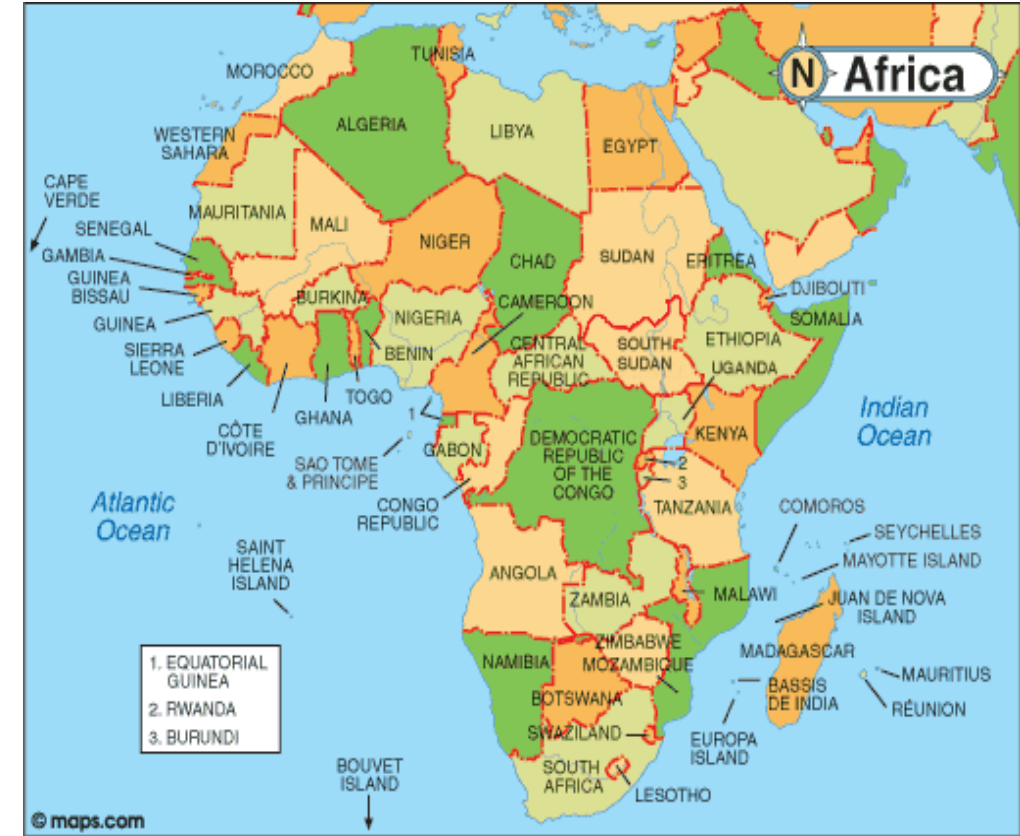 N Africa
TUNISIA
MOROCCO
ALGERIA
LIBYA
EGYPT
WESTERN
SAHARA
CAPE
VERDE
MAURITANIA
MALI
NIGER
CHAD
SUDAN
ERITREA
SENEGAL
GAMBIA
GUINEA
BISSAU
GUINEA
SIERRA
LEONE
LIBERIA
CÔTE
D'IVOIRE
BURKINA
GHANA
TOGO
BENIN
NIGERIA
CAMEROON
CENTRAL
AFRICAN
REPUBLIC
SOUTH
SUDAN
DJIBOUTI
SOMALIA
ETHIOPIA
UGANDA
KENYA
Indian
Ocean
1
GABON
SAO TOME
& PRINCIPE
CONGO
REPUBLIC
DEMOCRATIC
REPUBLIC
OF THE
CONGO
2
3
TANZANIA
Atlantic
Ocean
SAINT
HELENA
ISLAND
COMOROS
SEYCHELLES
MAYOTTE ISLAND
JUAN DE NOVA
ISLAND
ANGOLA
ZAMBIA
MALAWI
ZIMBABWE
MOZAMBIQUE
MADAGASCAR
NAMIBIA
BOTSWANA
BASSIS
DE INDIA
MAURITIUS
RÉUNION
SWAZILAND
EUROPA
ISLAND
SOUTH
AFRICA
LESOTHO
BOUVET
ISLAND
1. EQUATORIAL
GUINEA
2. RWANDA
3. BURUNDI
© maps.com